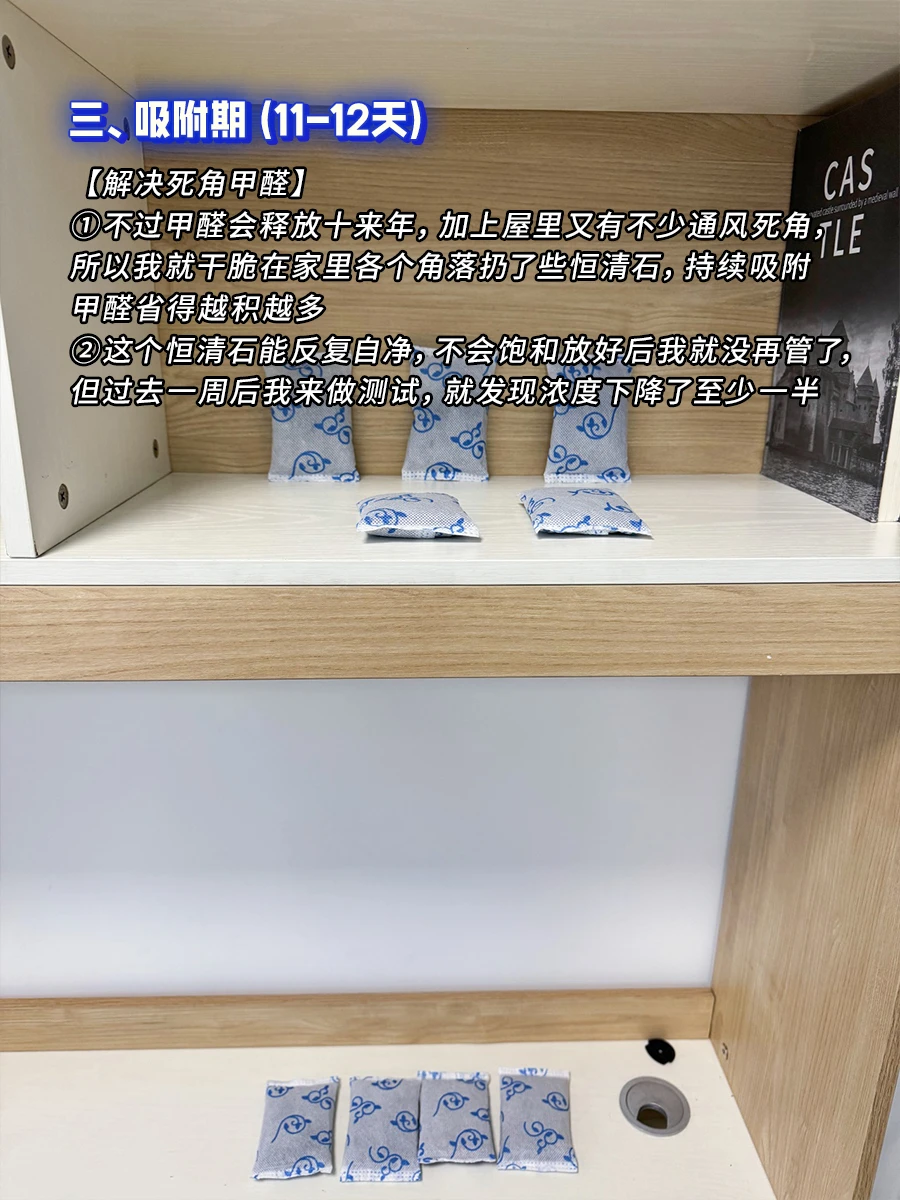 三、吸附期（11-12天）
【解决死角甲醛】
①不过甲醛会释放十来年，加上屋里又有不少通风死角，
所以我就干脆在家里各个角落扔了些恒清石，持续吸附
甲醛省得越积越多
②这个恒清石能反复自净，不会饱和放好后我就没再管了，
但过去一周后我来做测试，就发现浓度下降了至少一半
CAS
TLE